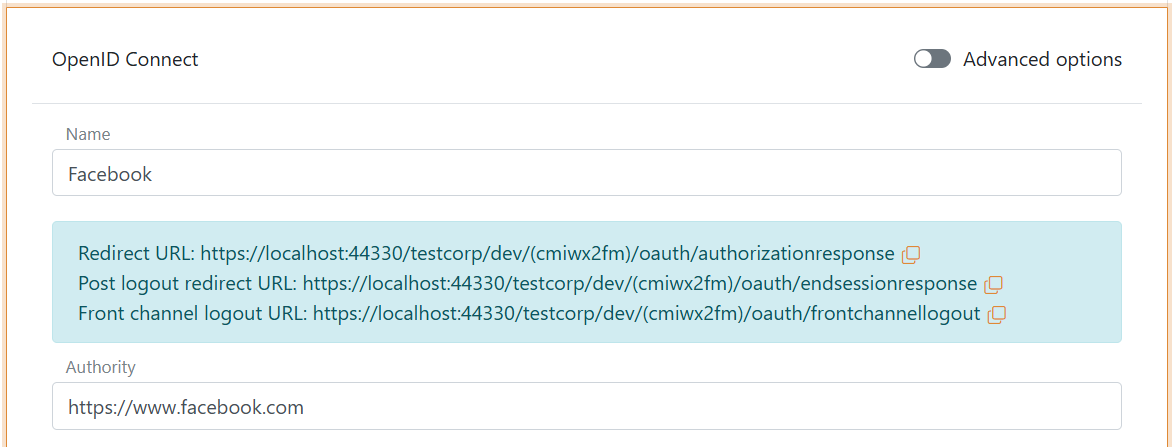 OpenID Connect
Advanced options
Name
Facebook
Redirect URL: https://localhost:44330/testcorp/dev/(cmiwx2fm)/oauth/authorizationresponse
Post logout redirect URL: https://localhost:44330/testcorp/dev/(cmiwx2fm)/oauth/endsessionresponse
Front channel logout URL: https://localhost:44330/testcorp/dev/(cmiwx2fm)/oauth/frontchannellogout
Authority
https://www.facebook.com